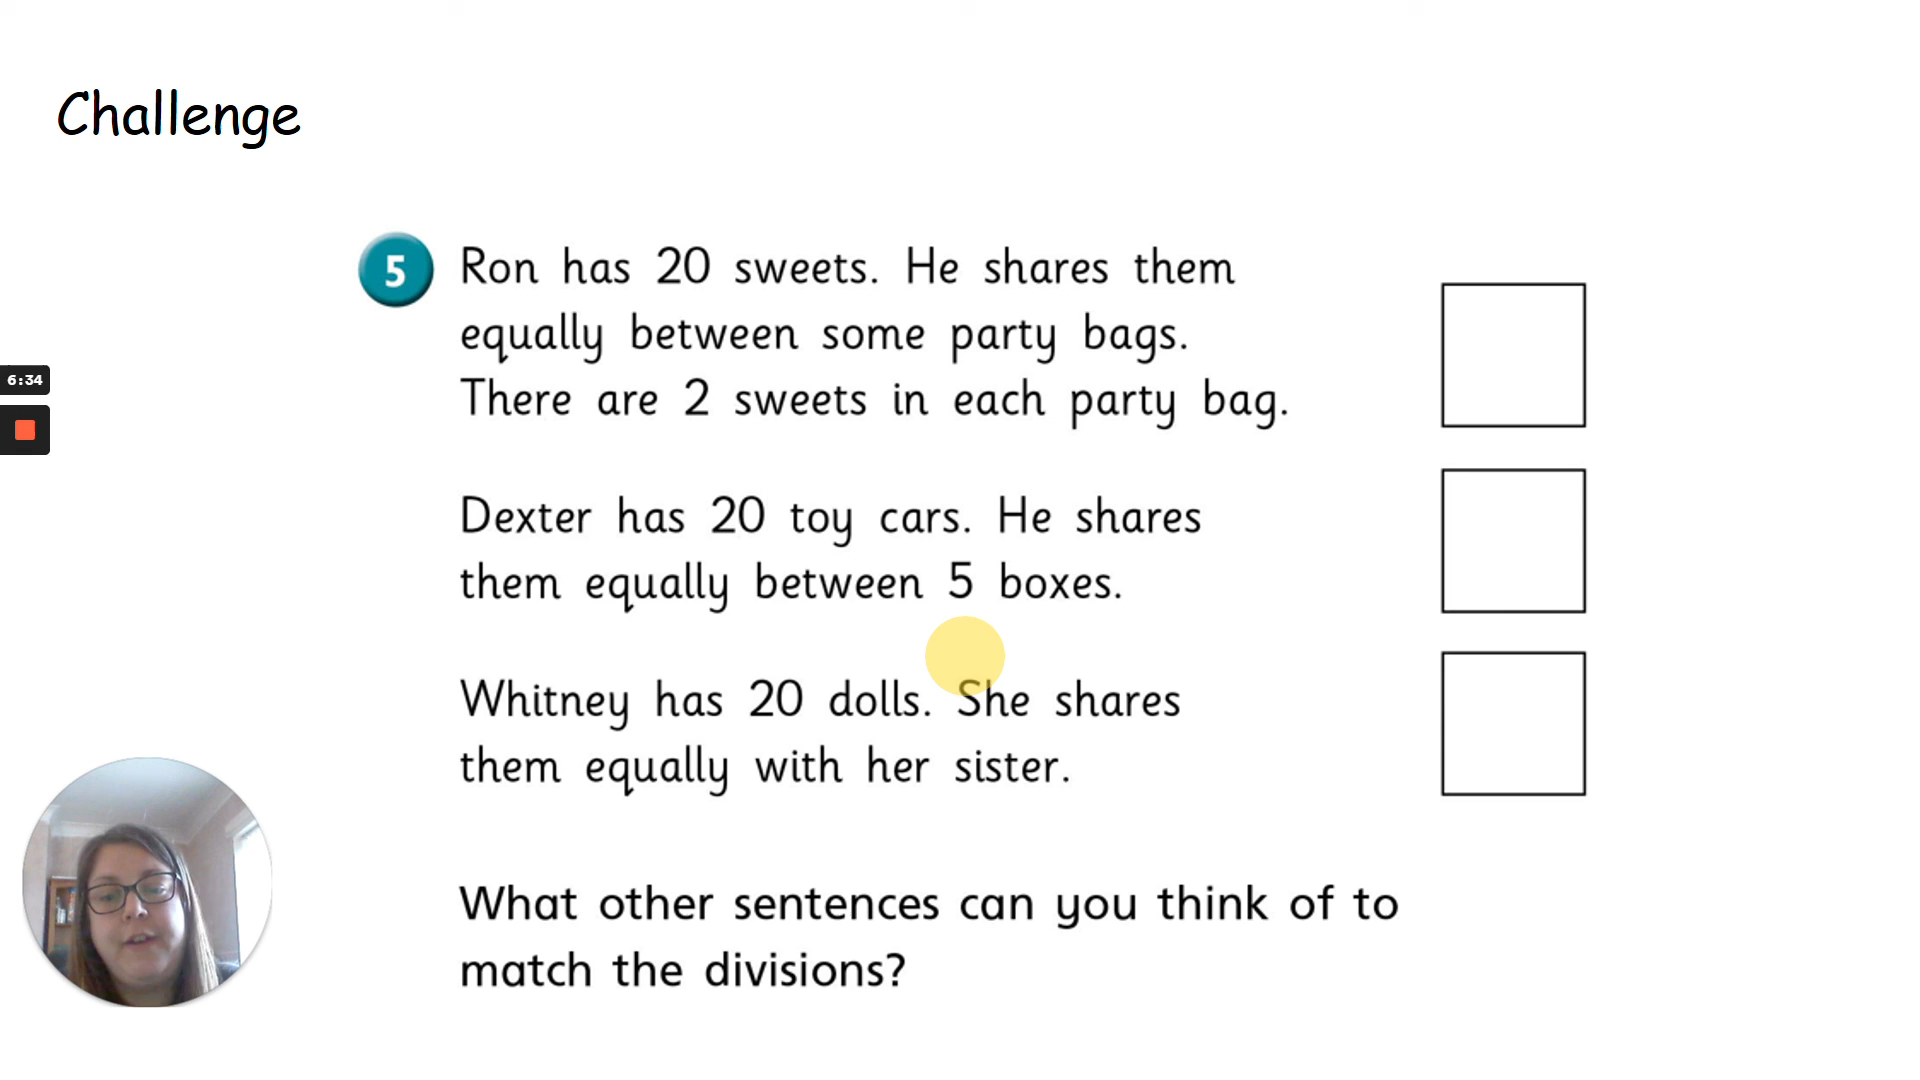 Challenge
5 Ron has 20 sweets. He shares them
equally between some party bags.
There are 2 sweets in each party bag.
6:34
Dexter has 20 toy cars. He shares
them equally between 5 boxes.
Whitney has 20 dolls. She shares
them equally with her sister.
What other sentences can you think of to
match the divisions?